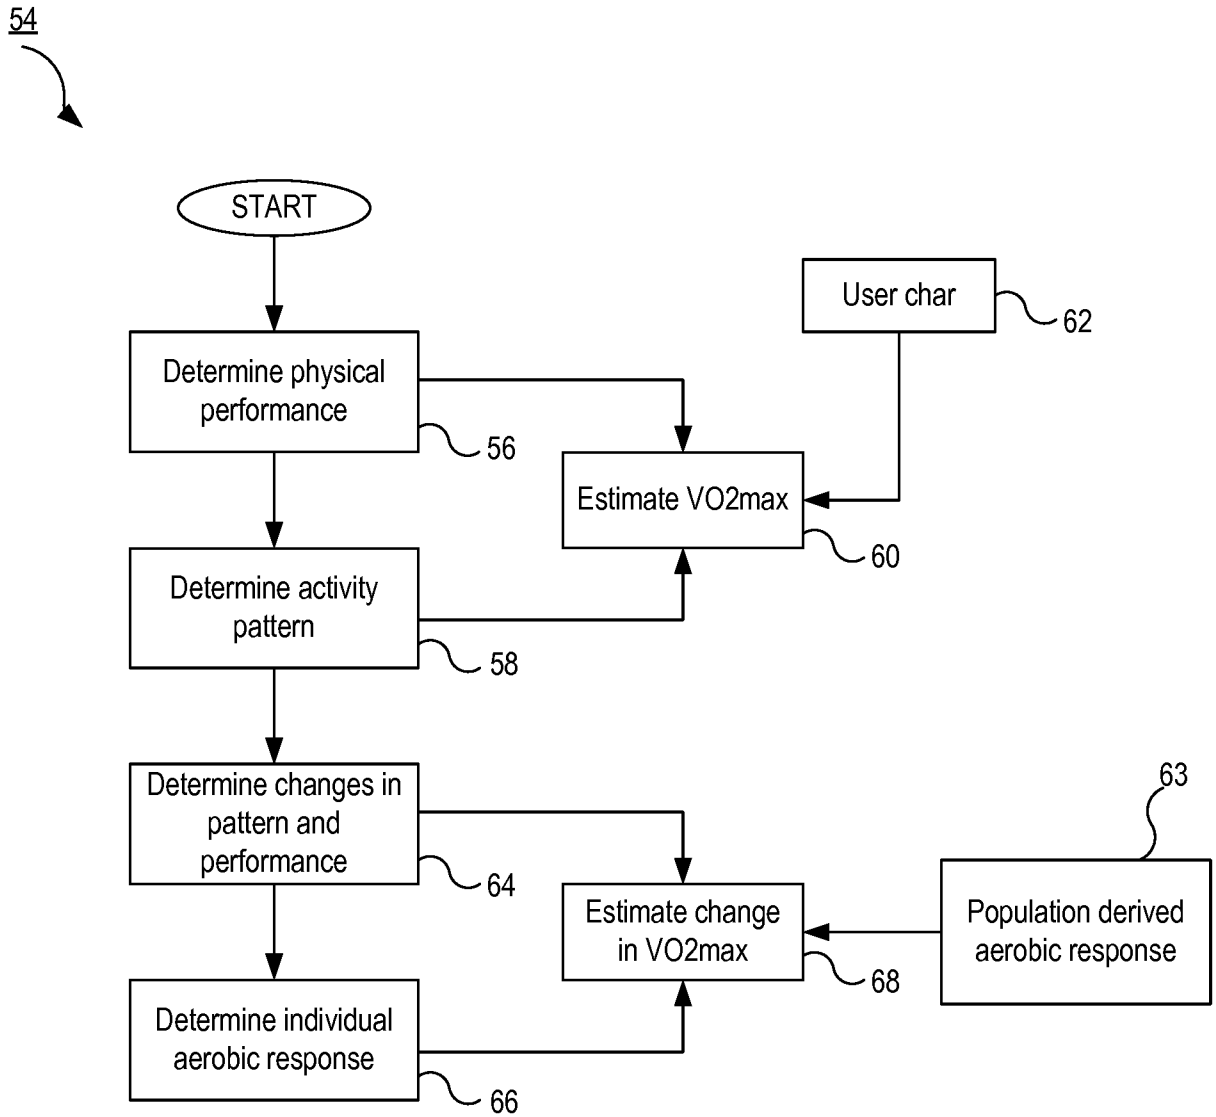 54
START
User char
62
Determine physical
performance
56
Estimate VO2max
60
Determine activity
pattern
58
Determine changes in
pattern and
performance
64
63
Estimate change
in VO2max
68
Population derived
aerobic response
Determine individual
aerobic response
66